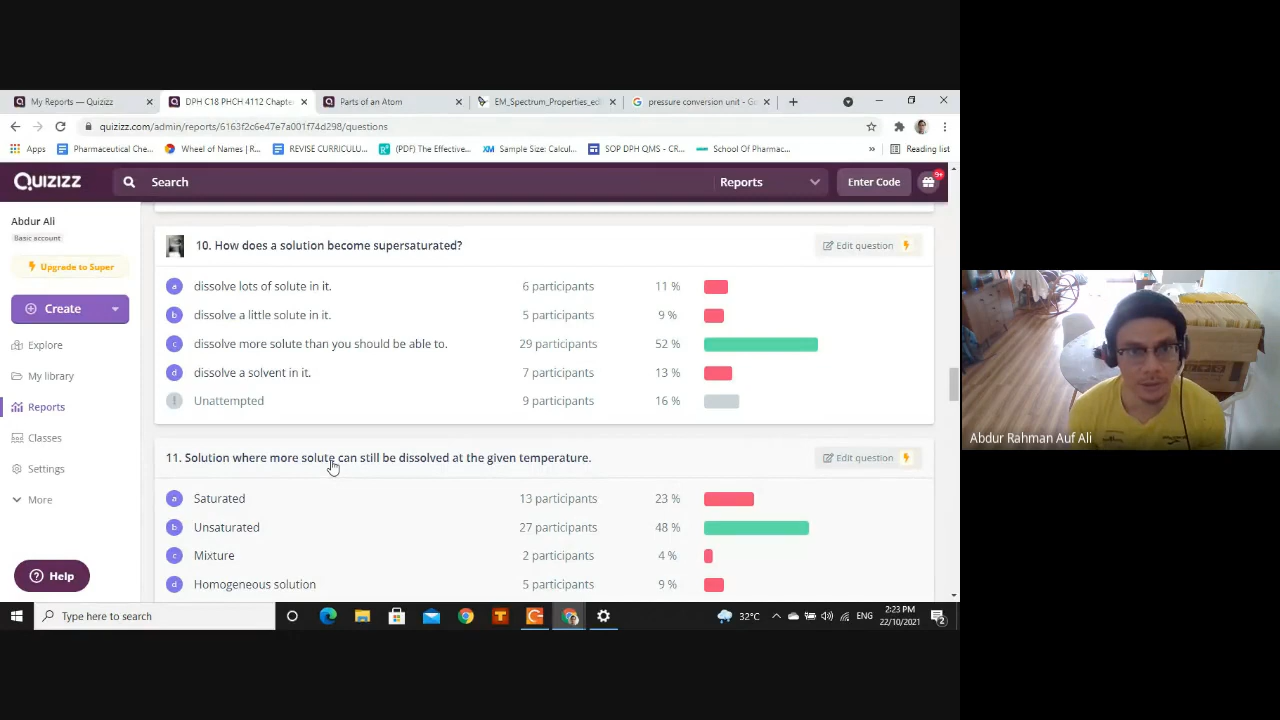 My Reports — Quizizz
DPH C18 PHCH 4112 Chapte
Parts of an Atom
EM_Spectrum_Properties_edi
pressure conversion unit - Go
quizizz.com/admin/reports/6163f2c6e47e7a001f74d298/questions
Apps
Pharmaceutical Che...
Wheel of Names | R...
REVISE CURRICULU...
(PDF) The Effective...
Sample Size: Calcul...
SOP DPH QMS - CR...
School Of Pharmac...
»
Reading list
QUIZIZZ
Search
Reports
Enter Code
9+
Abdur Ali
Basic account
Upgrade to Super
Create
Explore
My library
Reports
Classes
Settings
More
Help
10. How does a solution become supersaturated?
Edit question
a dissolve lots of solute in it. 6 participants 11 %
b dissolve a little solute in it. 5 participants 9 %
c dissolve more solute than you should be able to. 29 participants 52 %
d dissolve a solvent in it. 7 participants 13 %
Unattempted 9 participants 16 %
11. Solution where more solute can still be dissolved at the given temperature.
Edit question
a Saturated 13 participants 23 %
b Unsaturated 27 participants 48 %
c Mixture 2 participants 4 %
d Homogeneous solution 5 participants 9 %
Abdur Rahman Auf Ali
Type here to search
32°C
ENG
2:23 PM
22/10/2021
2